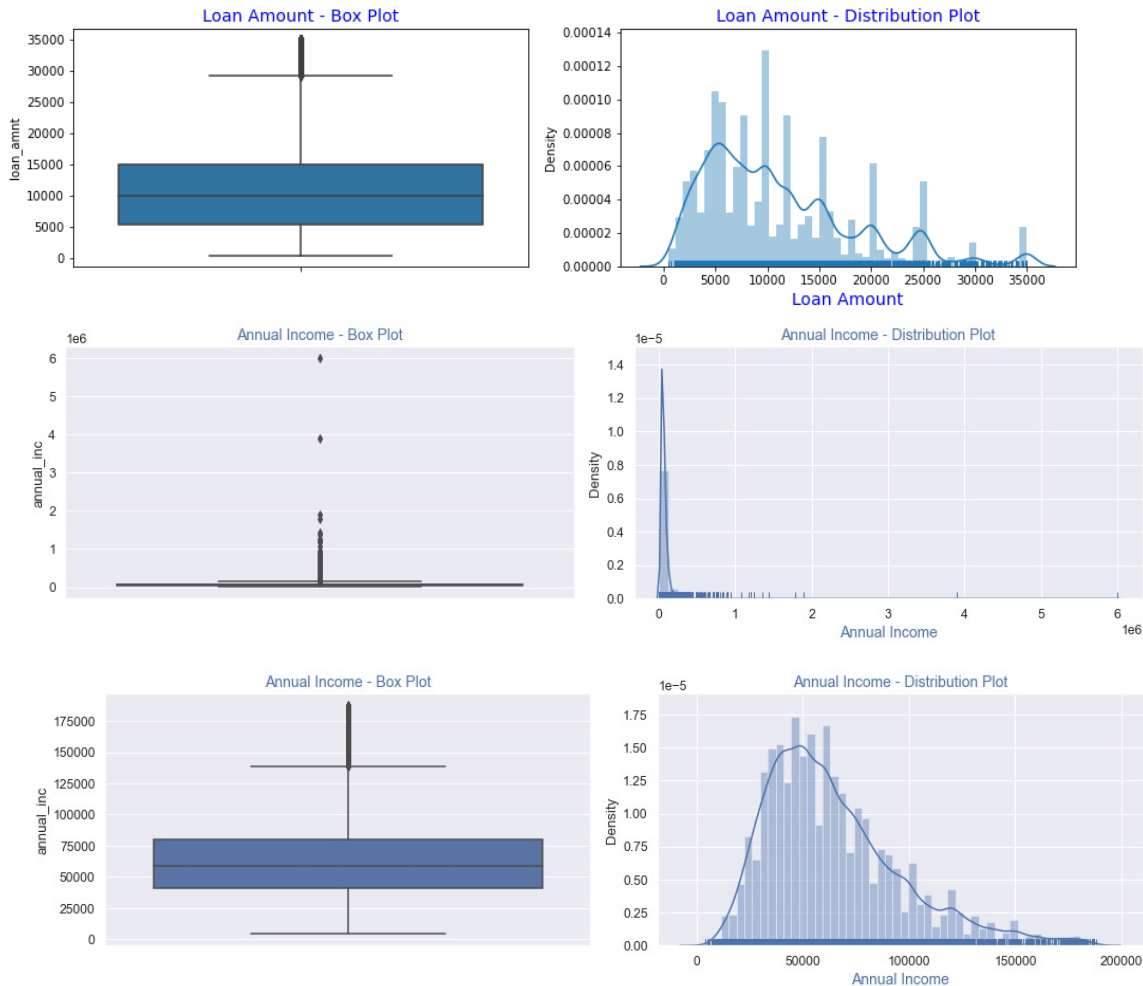 Loan Amount - Box Plot
35000
30000
25000
20000
15000
10000
5000
0
loan_amnt
Loan Amount - Distribution Plot
0.00014
0.00012
0.00010
0.00008
0.00006
0.00004
0.00002
0.00000
Density
0 5000 10000 15000 20000 25000 30000 35000
Loan Amount
Annual Income - Box Plot
1e6
6
5
4
3
2
1
0
annual_inc
Annual Income - Distribution Plot
1e-5
1.4
1.2
1.0
0.8
0.6
0.4
0.2
0.0
Density
0 1 2 3 4 5 6
1e6
Annual Income
Annual Income - Box Plot
175000
150000
125000
100000
75000
50000
25000
0
annual_inc
Annual Income - Distribution Plot
1e-5
1.75
1.50
1.25
1.00
0.75
0.50
0.25
0.00
Density
0 50000 100000 150000 200000
Annual Income